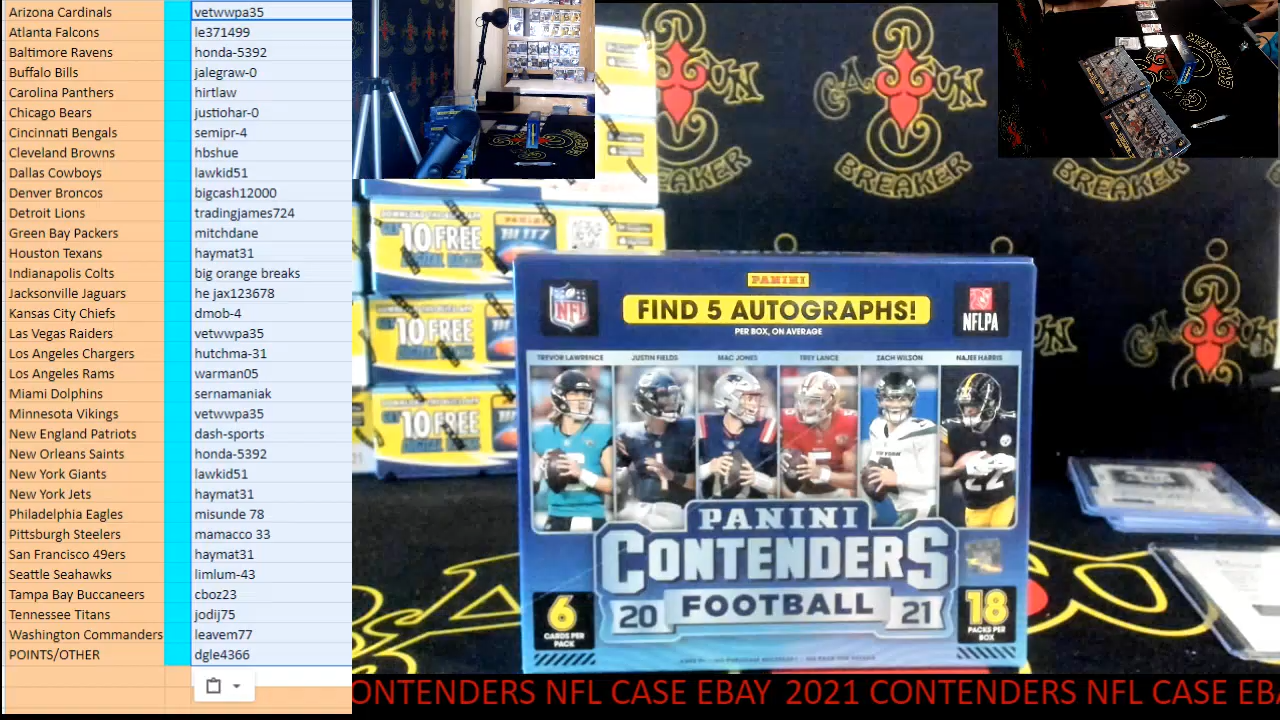 Arizona Cardinals vetwwpa35
Atlanta Falcons le371499
Baltimore Ravens honda-5392
Buffalo Bills jalegraw-0
Carolina Panthers hirtlaw
Chicago Bears justiohar-0
Cincinnati Bengals semipr-4
Cleveland Browns hbshue
Dallas Cowboys lawkid51
Denver Broncos bigcash12000
Detroit Lions tradingjames724
Green Bay Packers mitchdane
Houston Texans haymat31
Indianapolis Colts big orange breaks
Jacksonville Jaguars he jax123678
Kansas City Chiefs dmob-4
Las Vegas Raiders vetwwpa35
Los Angeles Chargers hutchma-31
Los Angeles Rams warman05
Miami Dolphins sernamaniak
Minnesota Vikings vetwwpa35
New England Patriots dash-sports
New Orleans Saints honda-5392
New York Giants lawkid51
New York Jets haymat31
Philadelphia Eagles misunde 78
Pittsburgh Steelers mamacco 33
San Francisco 49ers haymat31
Seattle Seahawks limlum-43
Tampa Bay Buccaneers cboz23
Tennessee Titans jodij75
Washington Commanders leavem77
POINTS/OTHER dgle4366
BREAKER
BREAKER
BREAKER
10 FREE
PANINI
BLITZ
10 FREE
10 FREE
PANINI
NFL
FIND 5 AUTOGRAPHS!
NFLPA
PER BOX, ON AVERAGE
TREVOR LAWRENCE JUSTIN FIELDS MAC JONES TREY LANCE ZACH WILSON NAJEE HARRIS
PANINI
CONTENDERS
20 FOOTBALL 21
6
CARDS PER
PACK
18
PACKS PER
BOX
ONTENDERS NFL CASE EBAY 2021 CONTENDERS NFL CASE EB